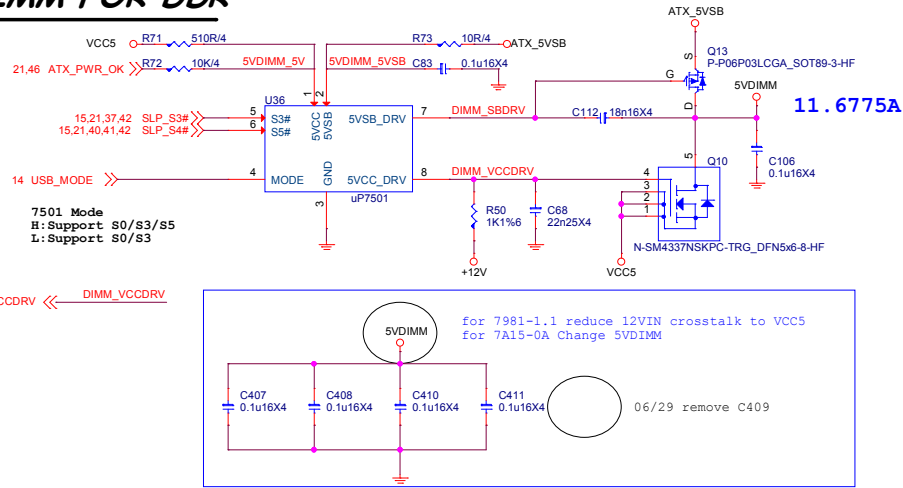 IMM FOR DDR
ATX_5VSB
VCC5 R71 510R/4
R73 10R/4 ATX_5VSB
Q13
P-P06P03LCGA_SOT89-3-HF
21,46 ATX_PWR_OK R72 10K/4 5VDIMM_5V 5VDIMM_5VSB C83 0.1u16X4
S
G
D
5VDIMM
11.6775A
U36
1
2
15,21,37,42 SLP_S3# 5 S3#
15,21,40,41,42 SLP_S4# 6 S5#
5VCC
5VSB
5VSB_DRV 7 DIMM_SBDRV
C112 18n16X4
C106
0.1u16X4
14 USB_MODE 4 MODE
GND
3
5VCC_DRV 8 DIMM_VCCDRV
uP7501
5
Q10
4
3
2
1
7501 Mode
H:Support S0/S3/S5
L:Support S0/S3
R50
1K1%6
C68
22n25X4
N-SM4337NSKPC-TRG_DFN5x6-8-HF
+12V
VCC5
CCDRV DIMM_VCCDRV
5VDIMM
for 7981-1.1 reduce 12VIN crosstalk to VCC5
for 7A15-0A Change 5VDIMM
C407
0.1u16X4
C408
0.1u16X4
C410
0.1u16X4
C411
0.1u16X4
06/29 remove C409